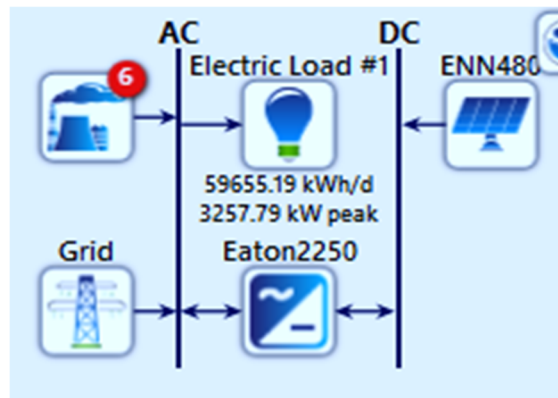 AC
DC
6
Electric Load #1
ENN480
59655.19 kWh/d
3257.79 kW peak
Grid
Eaton2250